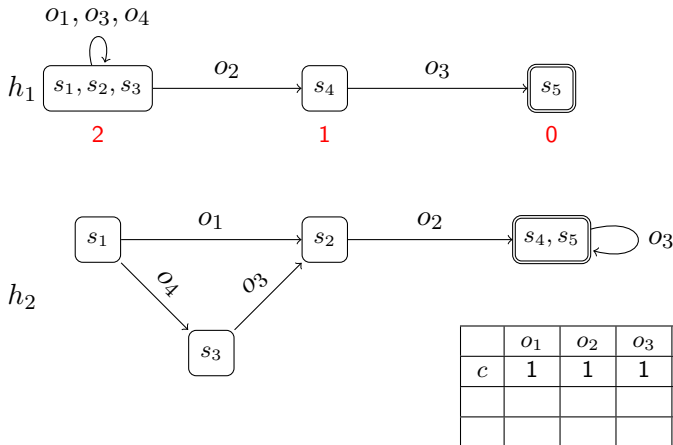 o₁, o₃, o₄
h₁ s₁, s₂, s₃ o₂ s₄ o₃ s₅
2 1 0
s₁ o₁ s₂ o₂ s₄, s₅ o₃
o₄ o₃
h₂
s₃
o₁ o₂ o₃
c 1 1 1